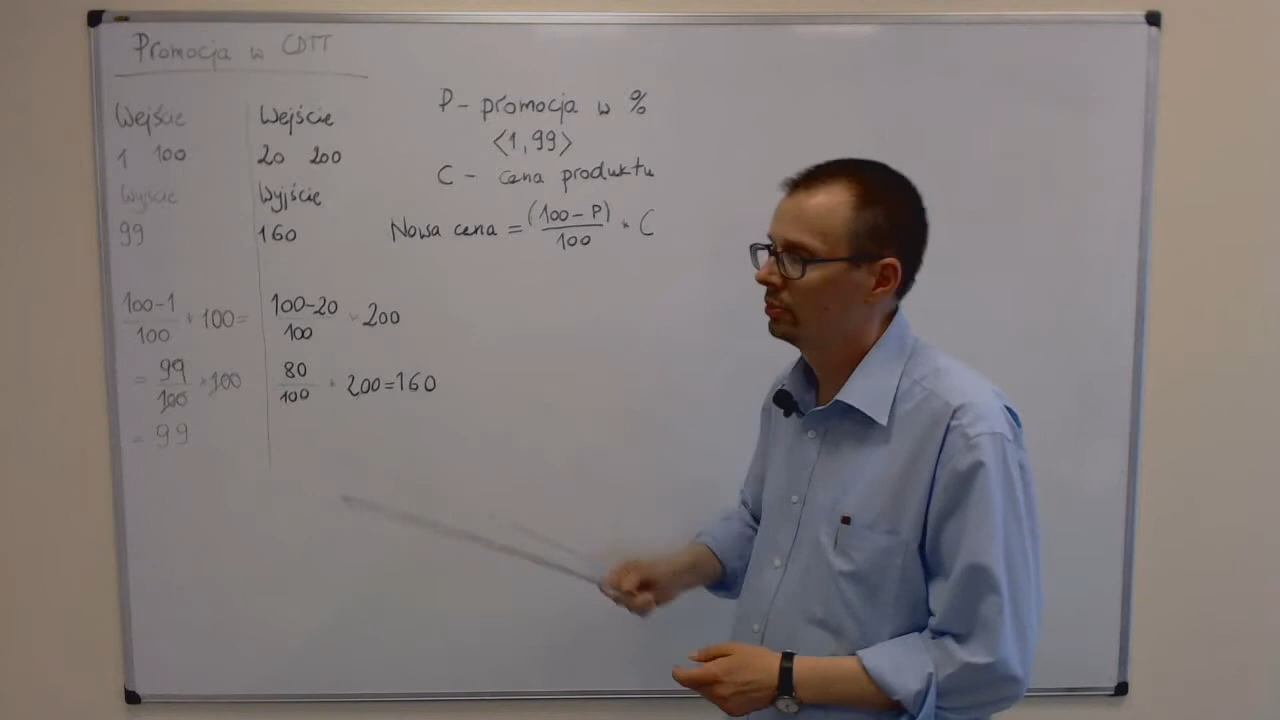 Promocja w CDTT
Wejście
1 100
Wyjście
99
100-1
100
* 100 =
= 99
100
* 100
= 99
Wejście
20 200
Wyjście
160
100-20
100
* 200
80
100
* 200=160
P - promocja w %
<1,99>
C - cena produktu
Nowa cena = (100-P)
100
* C